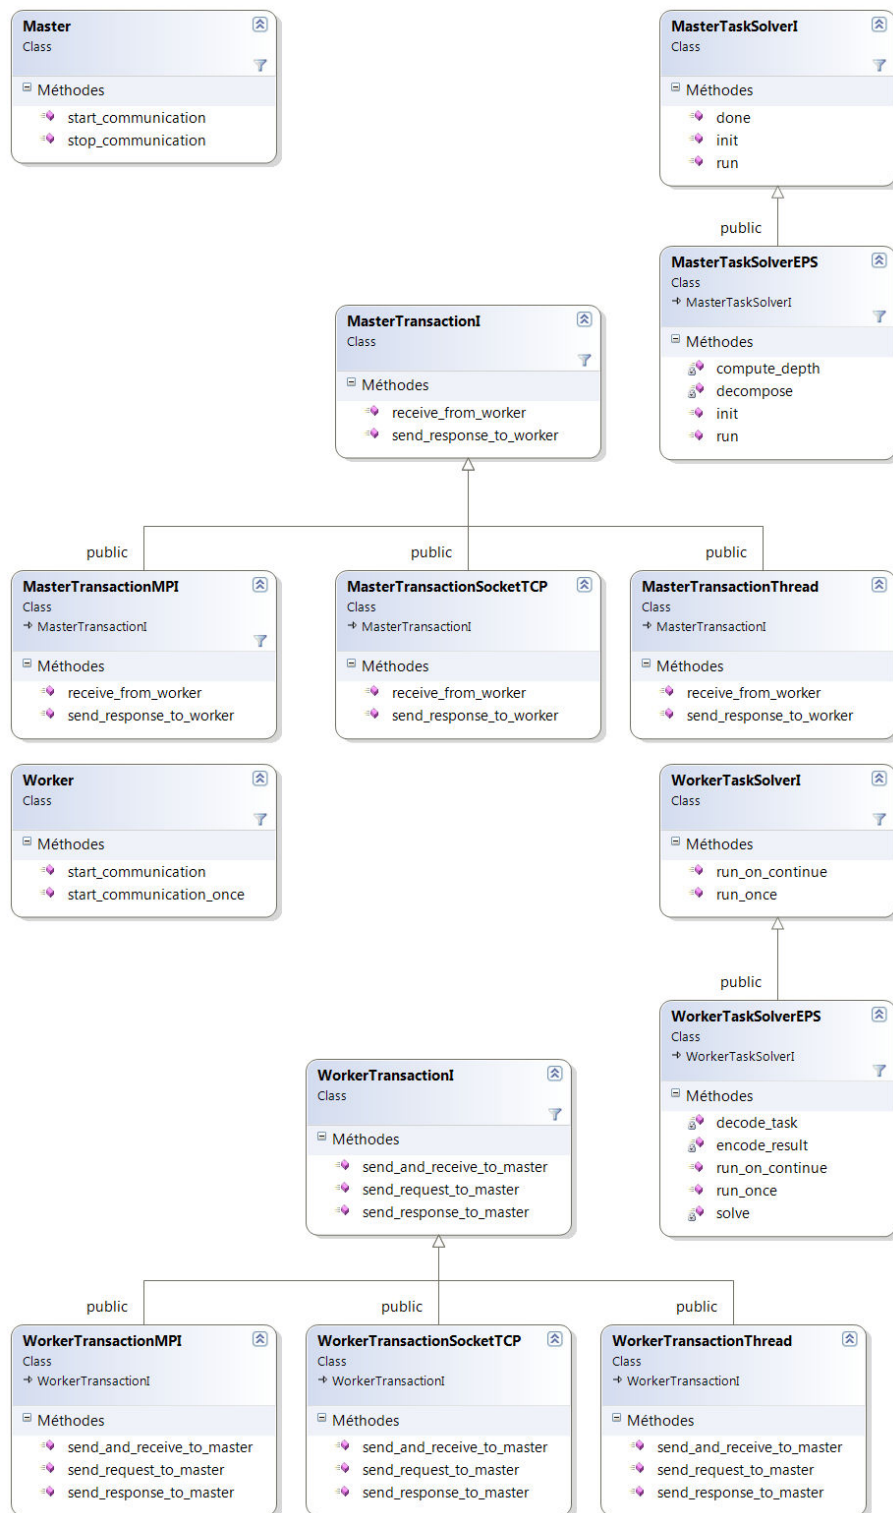 Master
Class
Méthodes
start_communication
stop_communication
MasterTaskSolverI
Class
Méthodes
done
init
run
public
MasterTaskSolverEPS
Class
MasterTaskSolverI
Méthodes
compute_depth
decompose
init
run
MasterTransactionI
Class
Méthodes
receive_from_worker
send_response_to_worker
public
public
public
MasterTransactionMPI
Class
MasterTransactionI
Méthodes
receive_from_worker
send_response_to_worker
MasterTransactionSocketTCP
Class
MasterTransactionI
Méthodes
receive_from_worker
send_response_to_worker
MasterTransactionThread
Class
MasterTransactionI
Méthodes
receive_from_worker
send_response_to_worker
Worker
Class
Méthodes
start_communication
start_communication_once
WorkerTaskSolverI
Class
Méthodes
run_on_continue
run_once
public
WorkerTaskSolverEPS
Class
WorkerTaskSolverI
Méthodes
decode_task
encode_result
run_on_continue
run_once
solve
WorkerTransactionI
Class
Méthodes
send_and_receive_to_master
send_request_to_master
send_response_to_master
public
public
public
WorkerTransactionMPI
Class
WorkerTransactionI
Méthodes
send_and_receive_to_master
send_request_to_master
send_response_to_master
WorkerTransactionSocketTCP
Class
WorkerTransactionI
Méthodes
send_and_receive_to_master
send_request_to_master
send_response_to_master
WorkerTransactionThread
Class
WorkerTransactionI
Méthodes
send_and_receive_to_master
send_request_to_master
send_response_to_master